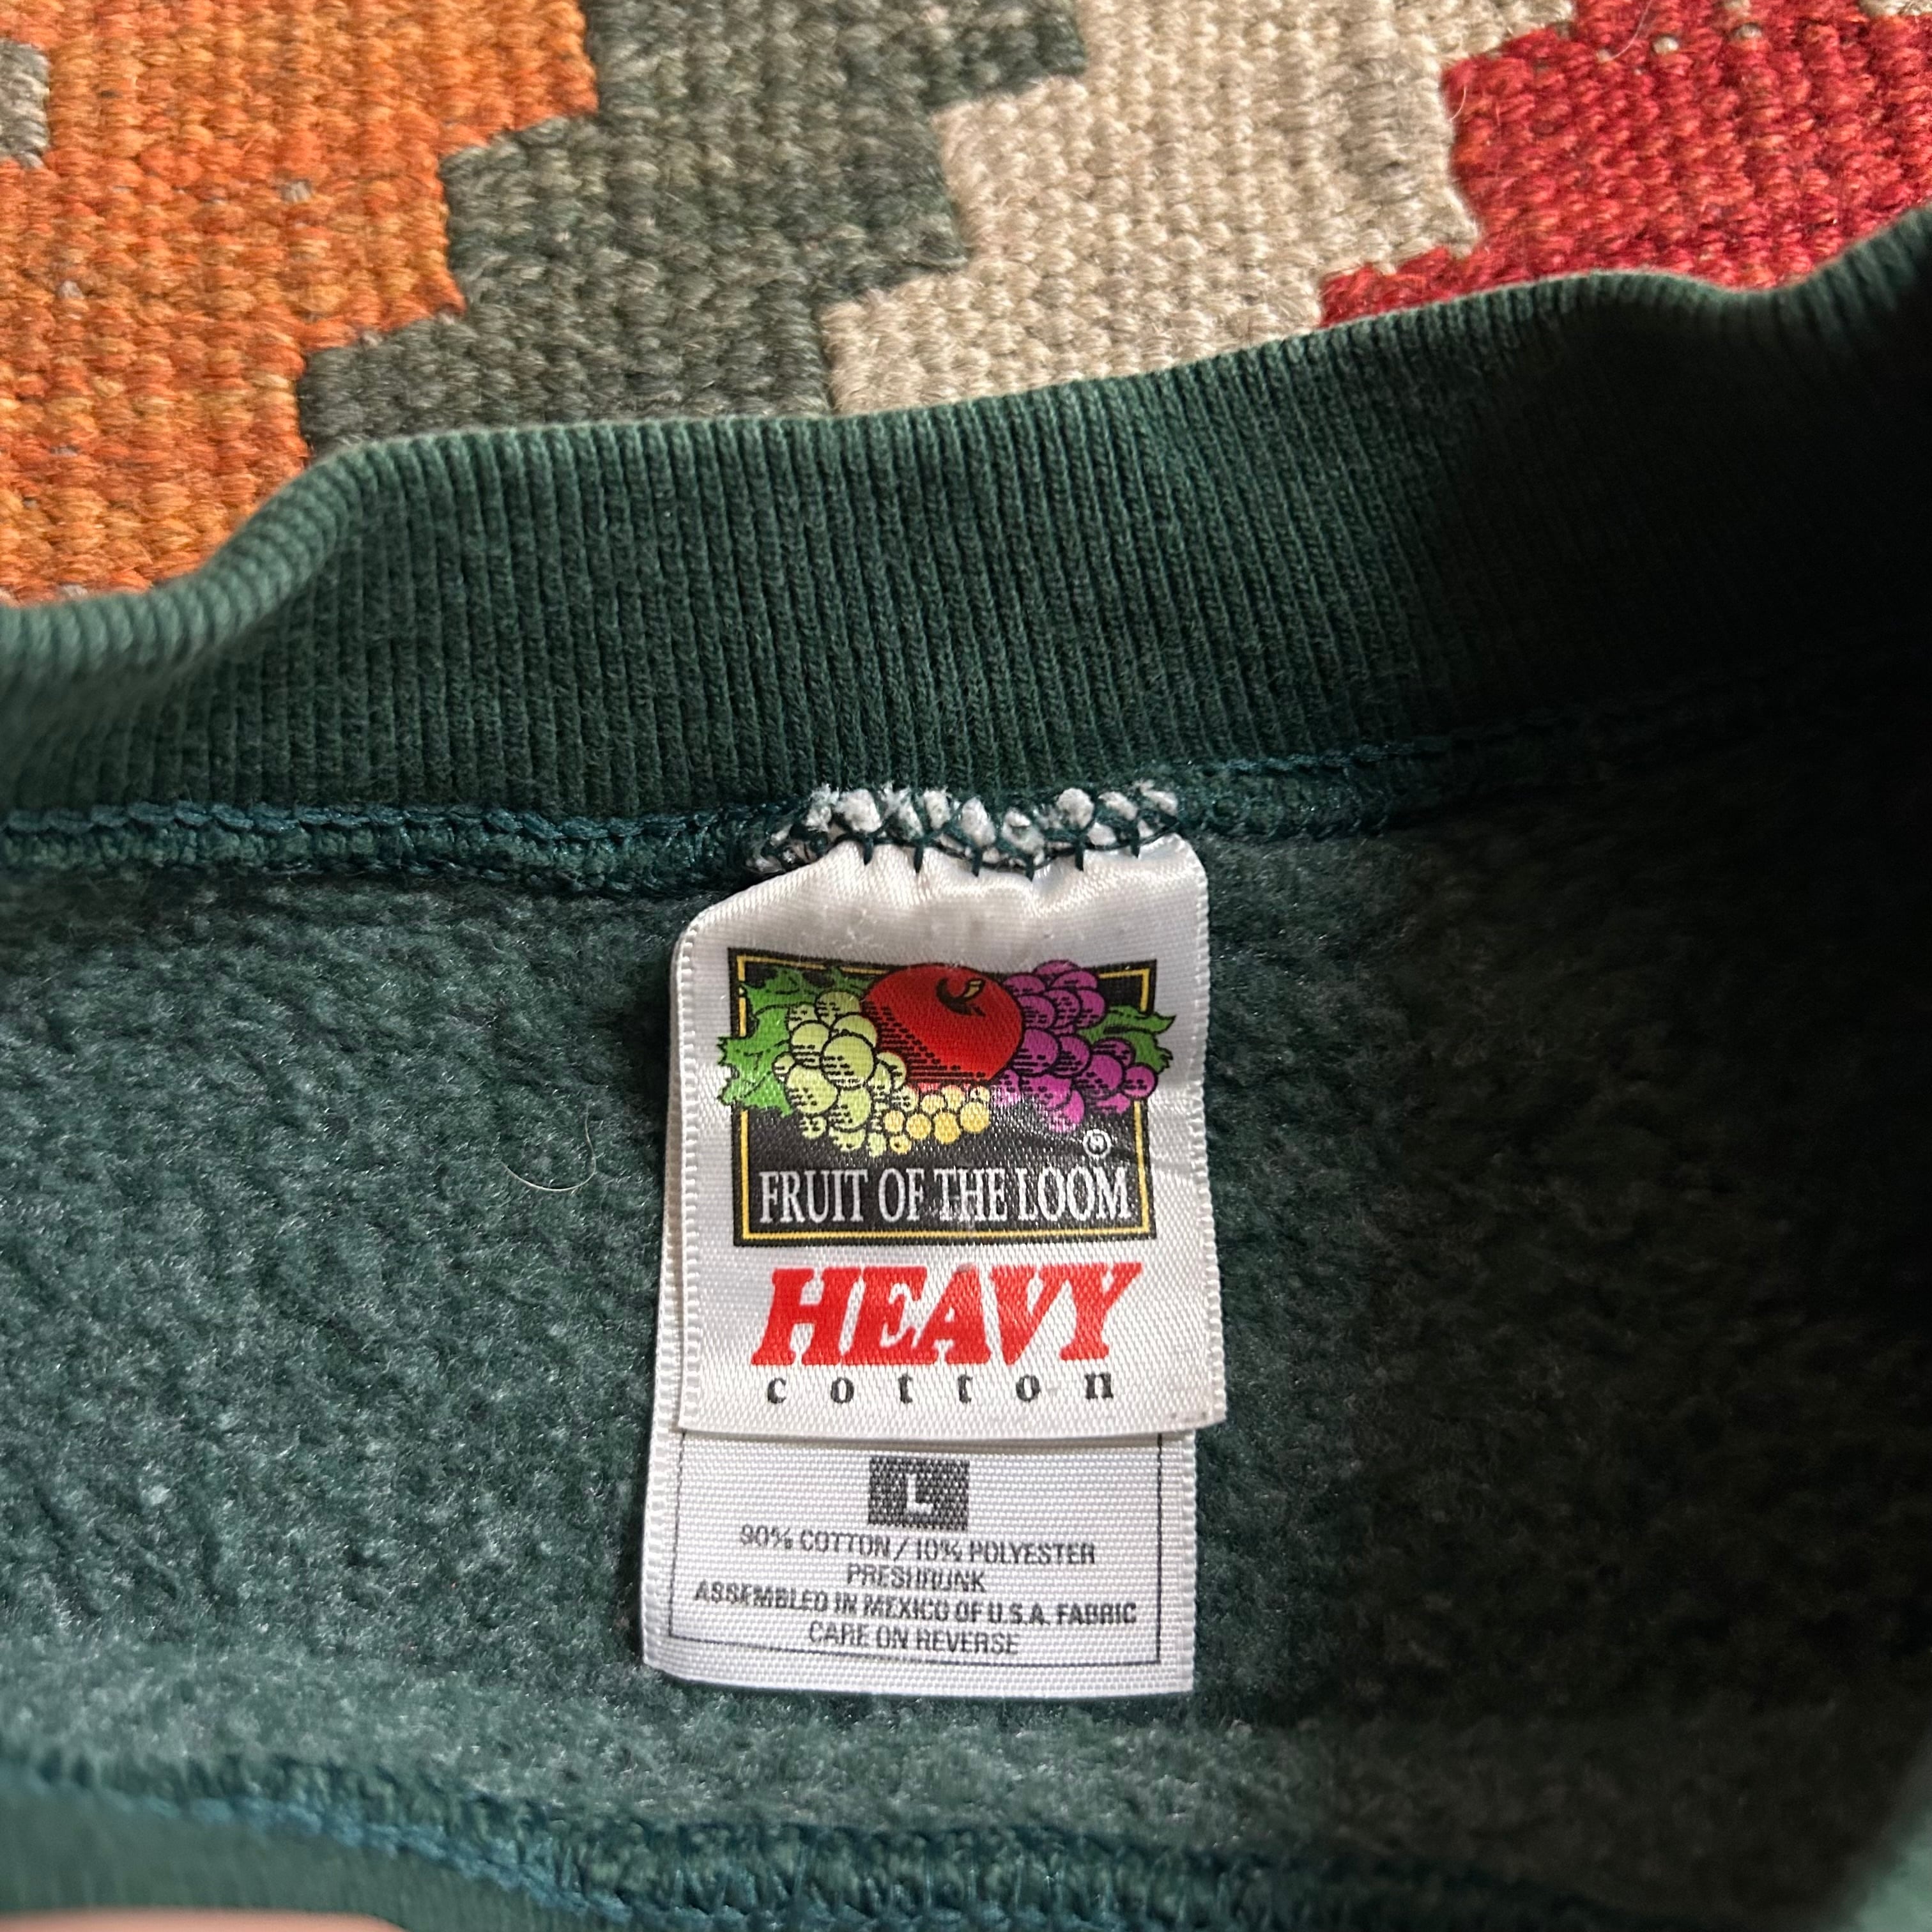 ®
FRUIT OF THE LOOM
HEAVY
cotton
L
90% COTTON / 10% POLYESTER
PRESHRUNK
ASSEMBLED IN MEXICO OF U.S.A. FABRIC
CARE ON REVERSE